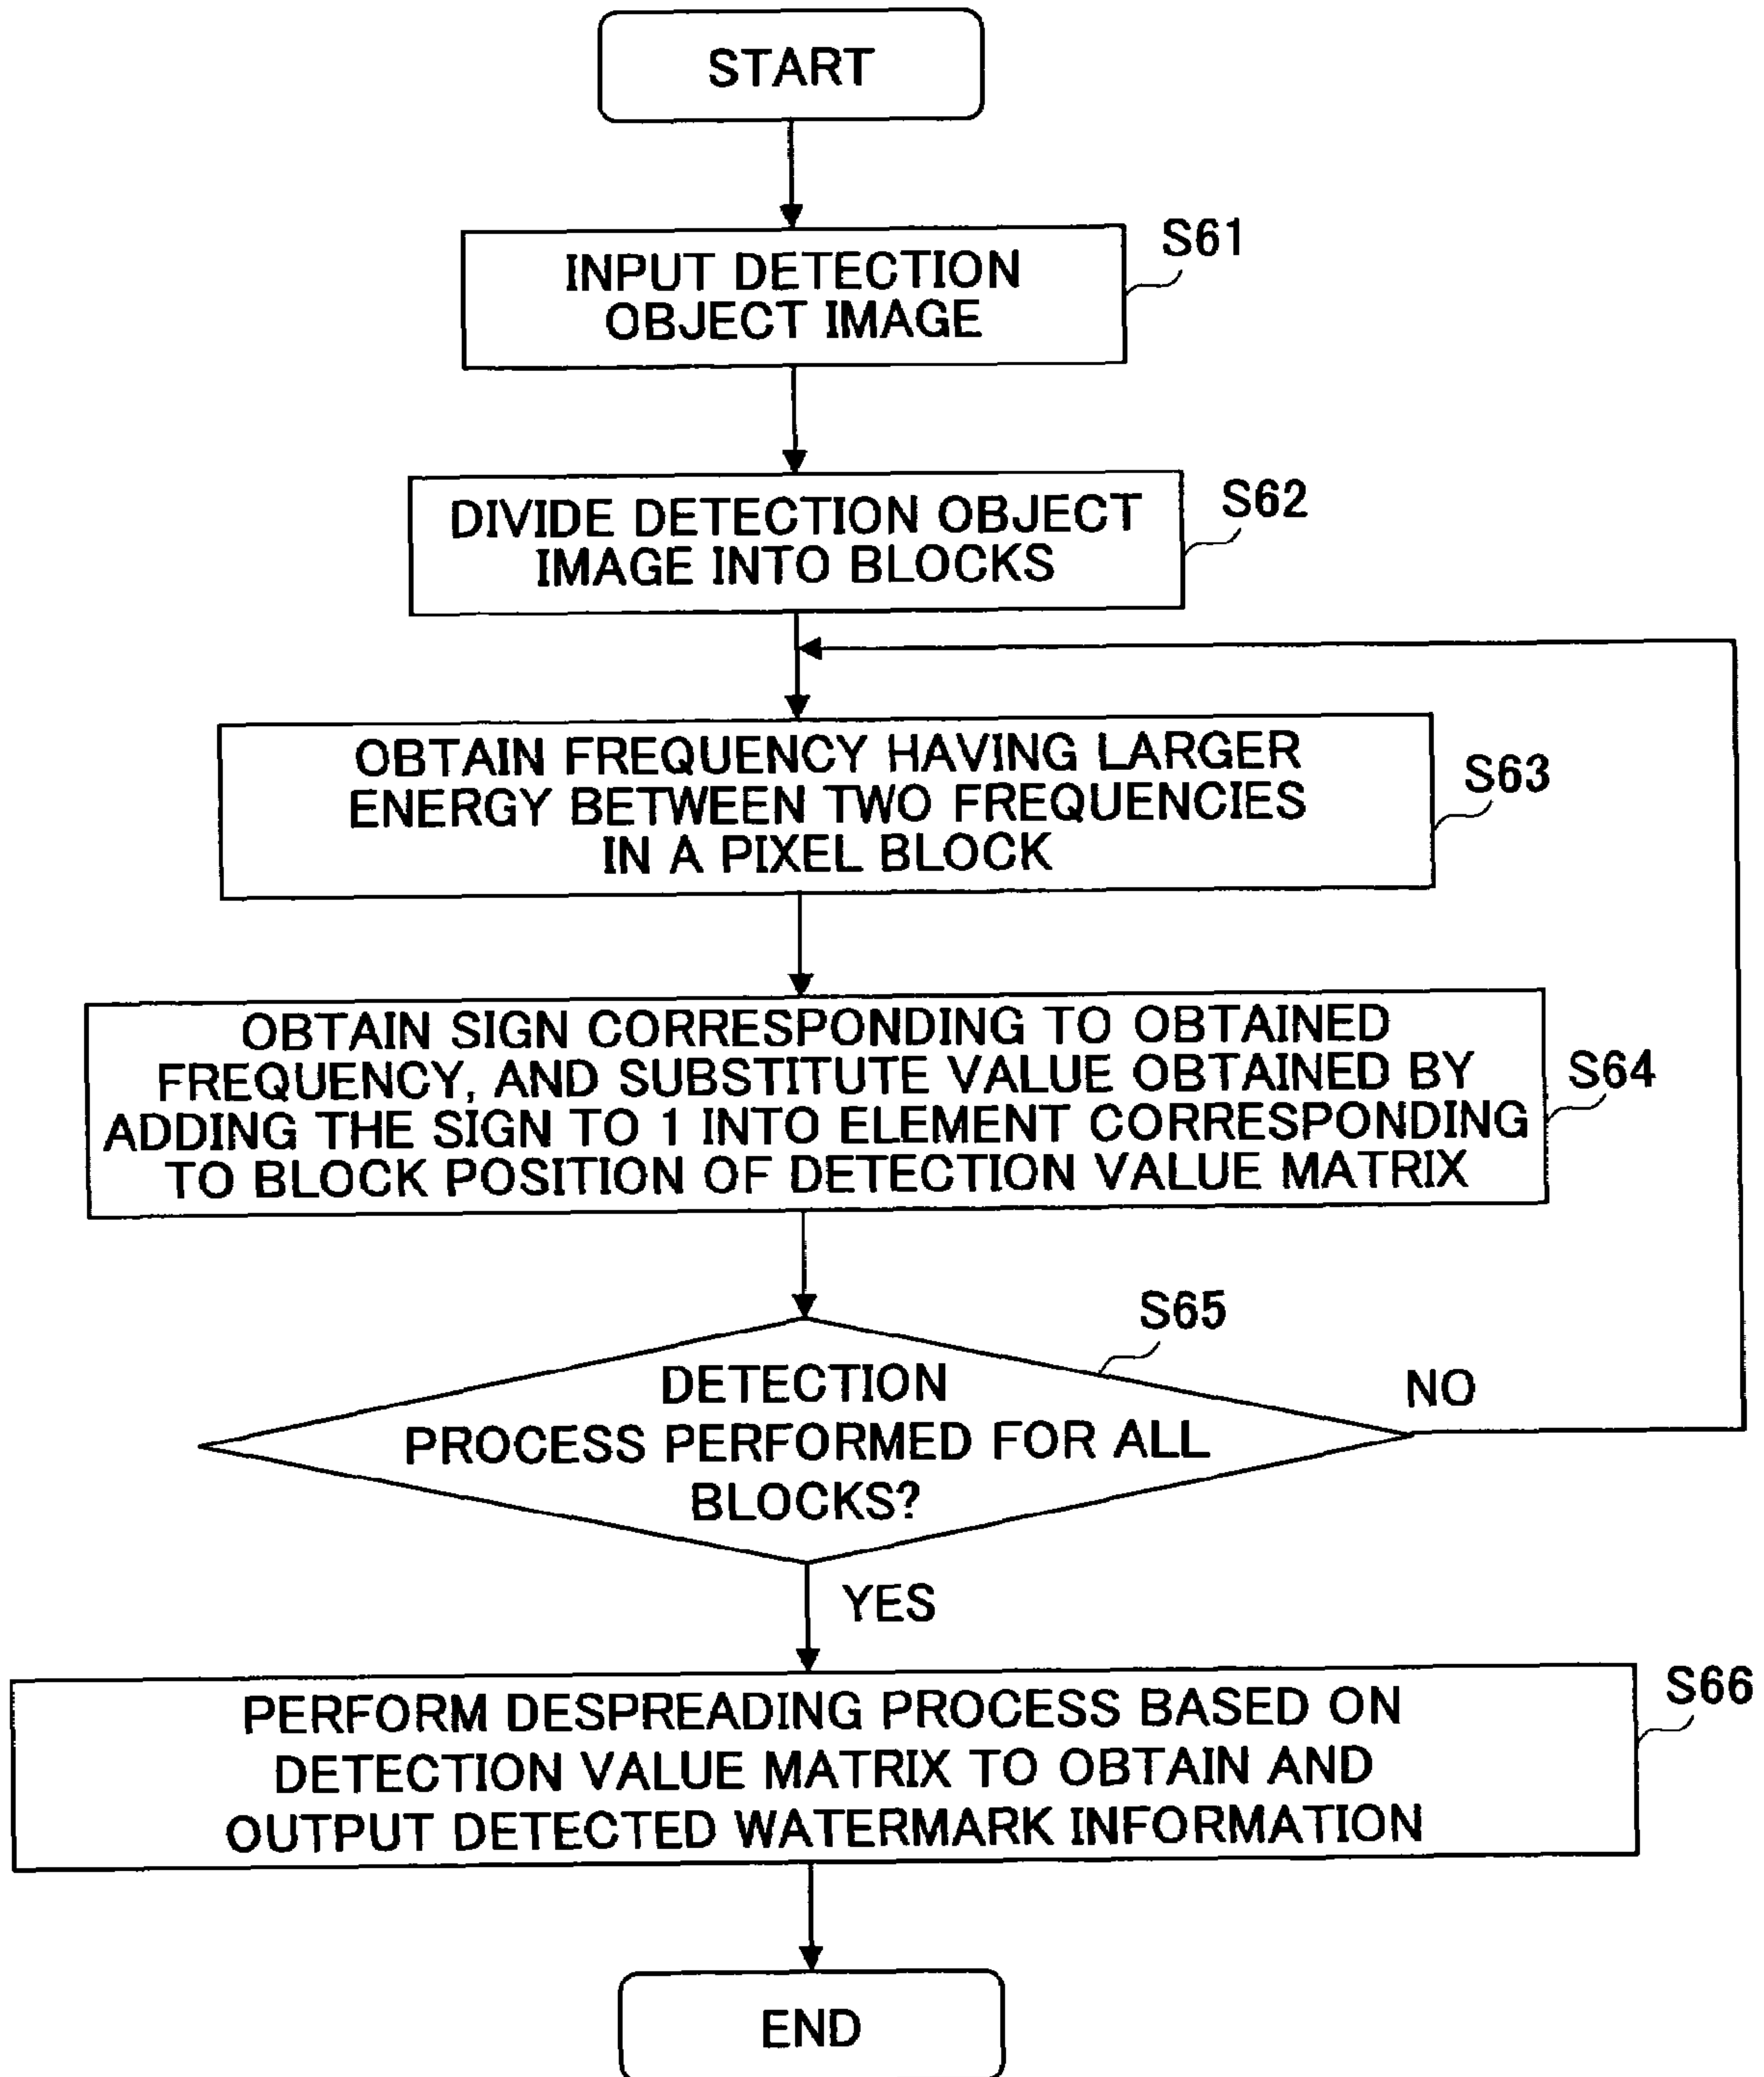 START
S61
INPUT DETECTION
OBJECT IMAGE
S62
DIVIDE DETECTION OBJECT
IMAGE INTO BLOCKS
S63
OBTAIN FREQUENCY HAVING LARGER
ENERGY BETWEEN TWO FREQUENCIES
IN A PIXEL BLOCK
S64
OBTAIN SIGN CORRESPONDING TO OBTAINED
FREQUENCY, AND SUBSTITUTE VALUE OBTAINED BY
ADDING THE SIGN TO 1 INTO ELEMENT CORRESPONDING
TO BLOCK POSITION OF DETECTION VALUE MATRIX
S65
DETECTION
PROCESS PERFORMED FOR ALL
BLOCKS?
NO
YES
S66
PERFORM DESPREADING PROCESS BASED ON
DETECTION VALUE MATRIX TO OBTAIN AND
OUTPUT DETECTED WATERMARK INFORMATION
END